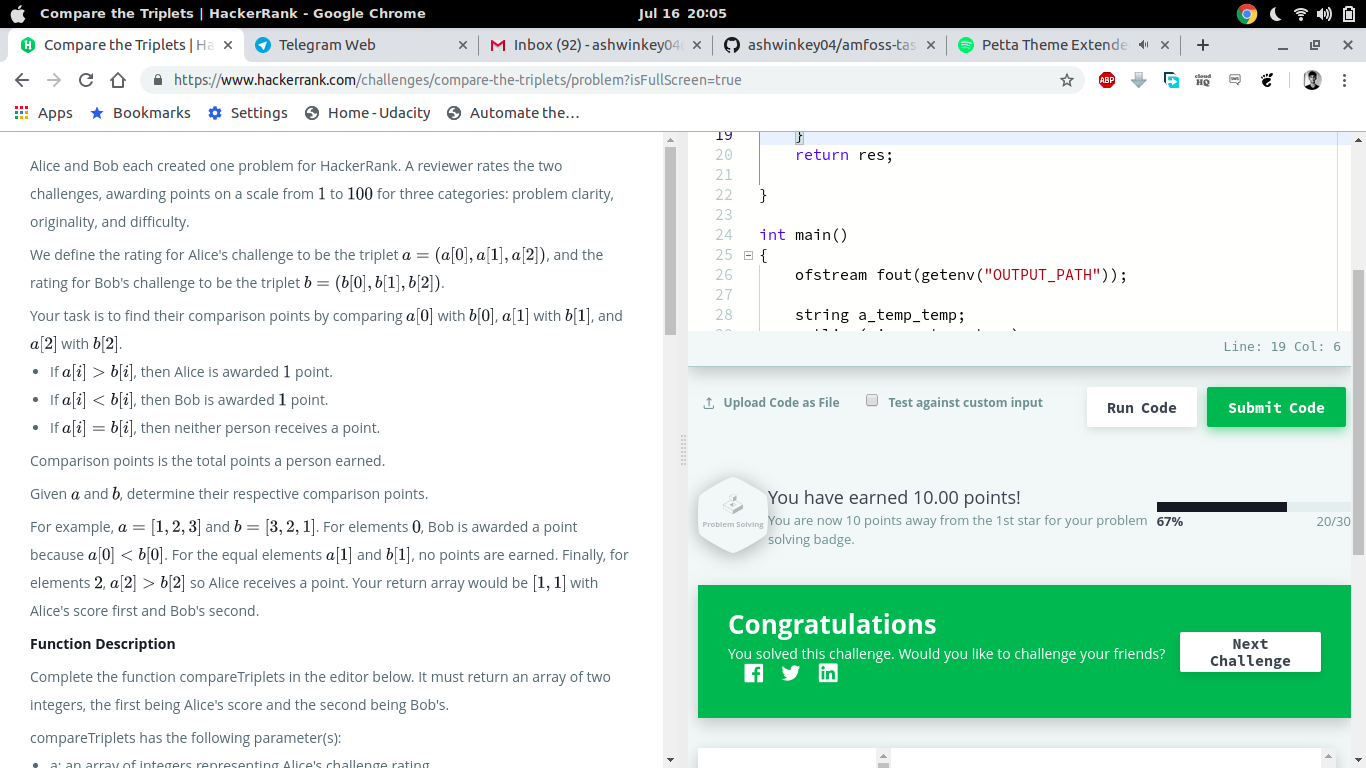 Compare the Triplets | HackerRank - Google Chrome
Jul 16 20:05
Compare the Triplets | Ha
Telegram Web
Inbox (92) - ashwinkey04
ashwinkey04/amfoss-tas
Petta Theme Extende
https://www.hackerrank.com/challenges/compare-the-triplets/problem?isFullScreen=true
ABP
cloud HQ
Apps
Bookmarks
Settings
Home - Udacity
Automate the...
Alice and Bob each created one problem for HackerRank. A reviewer rates the two
challenges, awarding points on a scale from 1 to 100 for three categories: problem clarity,
originality, and difficulty.
We define the rating for Alice's challenge to be the triplet a = (a[0], a[1], a[2]), and the
rating for Bob's challenge to be the triplet b = (b[0], b[1], b[2]).
Your task is to find their comparison points by comparing a[0] with b[0], a[1] with b[1], and
a[2] with b[2].
• If a[i] > b[i], then Alice is awarded 1 point.
• If a[i] < b[i], then Bob is awarded 1 point.
• If a[i] = b[i], then neither person receives a point.
Comparison points is the total points a person earned.
Given a and b, determine their respective comparison points.
For example, a = [1, 2, 3] and b = [3, 2, 1]. For elements 0, Bob is awarded a point
because a[0] < b[0]. For the equal elements a[1] and b[1], no points are earned. Finally, for
elements 2, a[2] > b[2] so Alice receives a point. Your return array would be [1, 1] with
Alice's score first and Bob's second.
Function Description
Complete the function compareTriplets in the editor below. It must return an array of two
integers, the first being Alice's score and the second being Bob's.
compareTriplets has the following parameter(s):
• a: an array of integers representing Alice's challenge rating
19 }
20 return res;
21
22 }
23
24 int main()
25 {
26 ofstream fout(getenv("OUTPUT_PATH"));
27
28 string a_temp_temp;
Line: 19 Col: 6
Upload Code as File
Test against custom input
Run Code
Submit Code
Problem Solving
You have earned 10.00 points!
You are now 10 points away from the 1st star for your problem
solving badge.
67%
20/30
Congratulations
You solved this challenge. Would you like to challenge your friends?
Next
Challenge